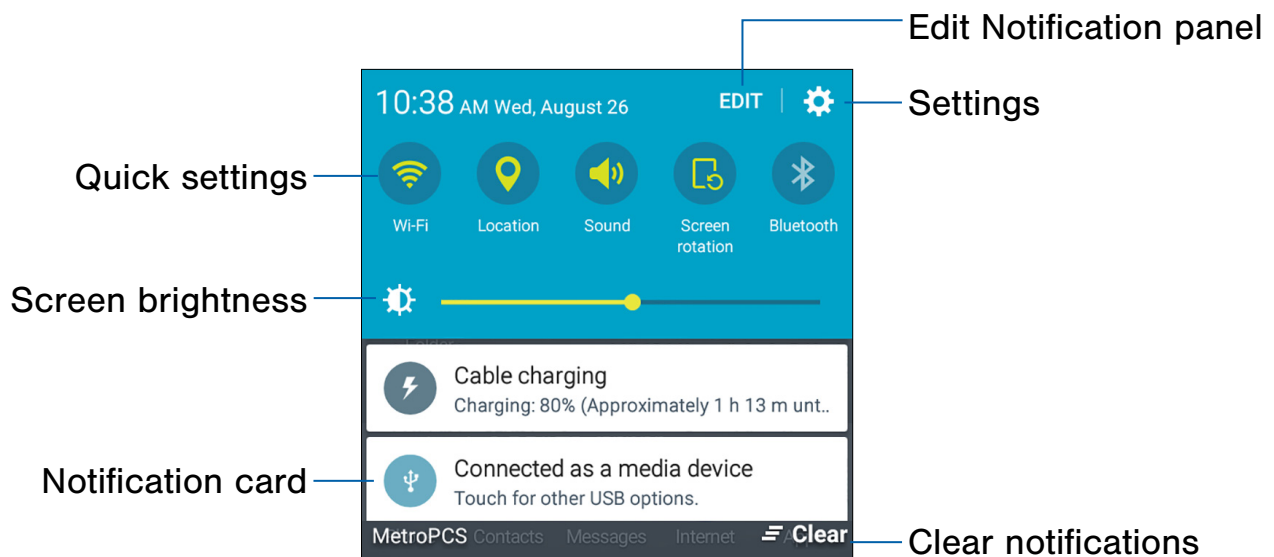 Edit Notification panel
10:38 AM Wed, August 26
EDIT
Settings
Quick settings
Wi-Fi
Location
Sound
Screen rotation
Bluetooth
Screen brightness
Folder
Cable charging
Charging: 80% (Approximately 1 h 13 m unt..
Notification card
Connected as a media device
Touch for other USB options.
MetroPCS
Contacts
Messages
Internet
Clear
Clear notifications